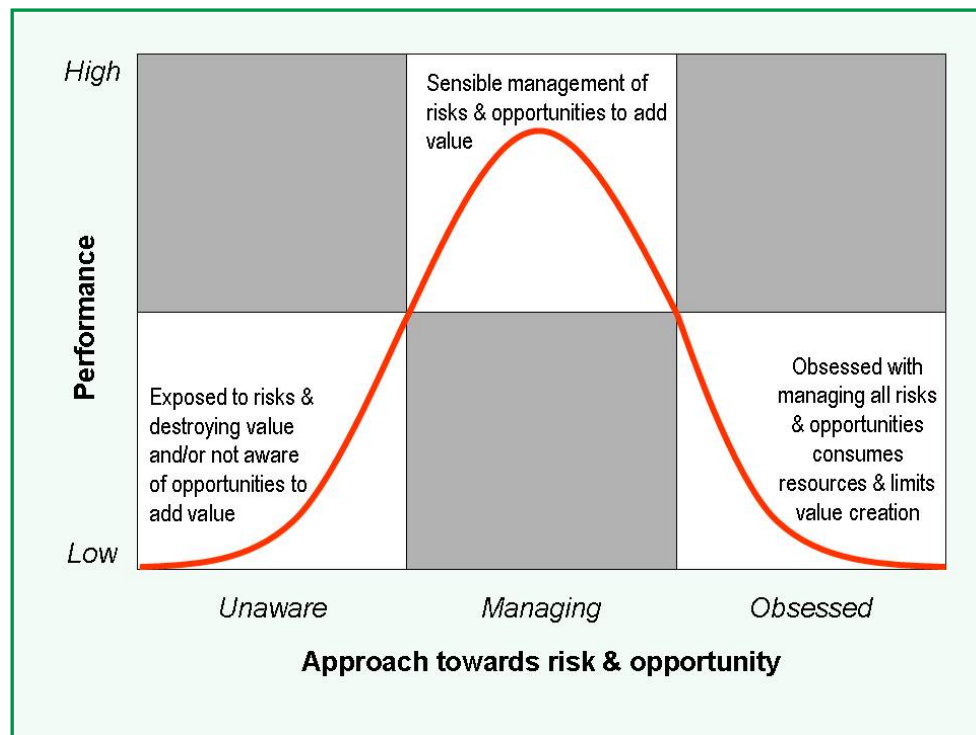 High
Sensible management of
risks & opportunities to add
value
Performance
Exposed to risks &
destroying value
and/or not aware
of opportunities to
add value
Obsessed with
managing all risks
& opportunities
consumes
resources & limits
value creation
Low
Unaware
Managing
Obsessed
Approach towards risk & opportunity